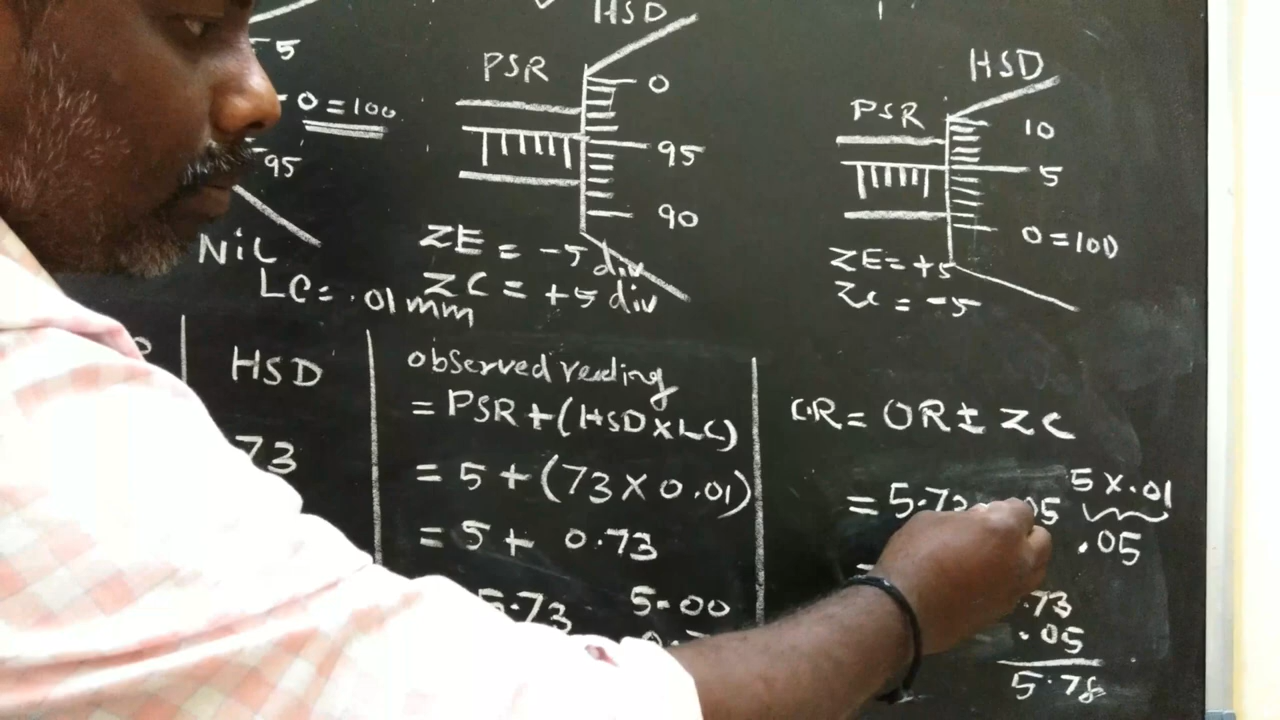 5
0 = 100
95
NiL
LC = .01mm
HSD
PSR
0
95
90
ZE = -5 div
ZC = +5 div
HSD
PSR
10
5
0 = 100
ZE = +5
ZC = -5
HSD
73
observed reading
= PSR + (HSD X LC)
= 5 + (73 X 0.01)
= 5 + 0.73
5.73 5.00
C.R = OR ± ZC
= 5.73 05 5 X .01
.05
.73
.05
5.78